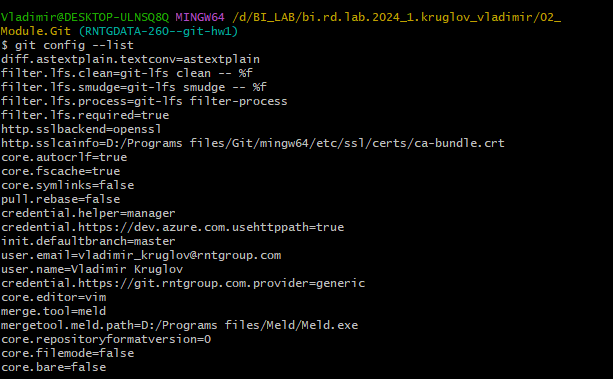 Vladimir@DESKTOP-ULNSQ8Q MINGW64 /d/BI_LAB/bi.rd.lab.2024_1.kruglov_vladimir/02_
Module.Git (RNTGDATA-260--git-hw1)
$ git config --list
diff.astextplain.textconv=astextplain
filter.lfs.clean=git-lfs clean -- %f
filter.lfs.smudge=git-lfs smudge -- %f
filter.lfs.process=git-lfs filter-process
filter.lfs.required=true
http.sslbackend=openssl
http.sslcainfo=D:/Programs files/Git/mingw64/etc/ssl/certs/ca-bundle.crt
core.autocrlf=true
core.fscache=true
core.symlinks=false
pull.rebase=false
credential.helper=manager
credential.https://dev.azure.com.usehttppath=true
init.defaultbranch=master
user.email=vladimir_kruglov@rntgroup.com
user.name=Vladimir Kruglov
credential.https://git.rntgroup.com.provider=generic
core.editor=vim
merge.tool=meld
mergetool.meld.path=D:/Programs files/Meld/Meld.exe
core.repositoryformatversion=0
core.filemode=false
core.bare=false